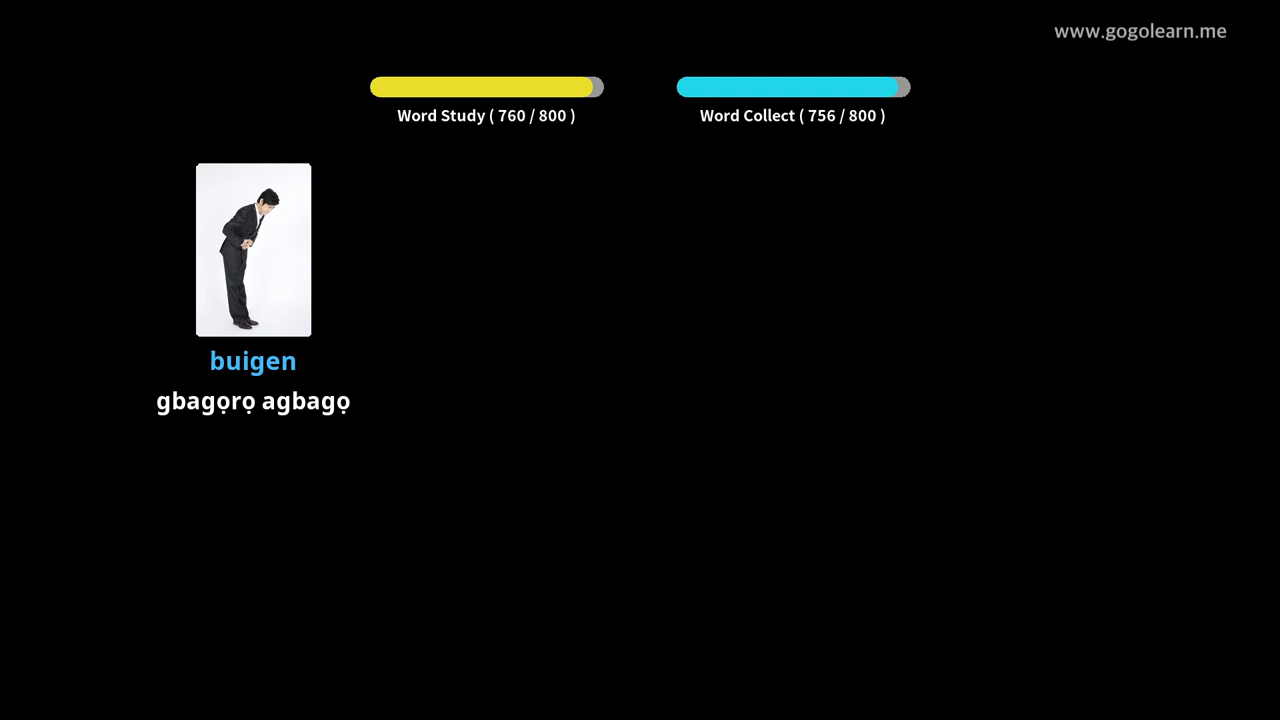 www.gogolearn.me
Word Study ( 760 / 800 )
Word Collect ( 756 / 800 )
buigen
gbagọrọ agbagọ